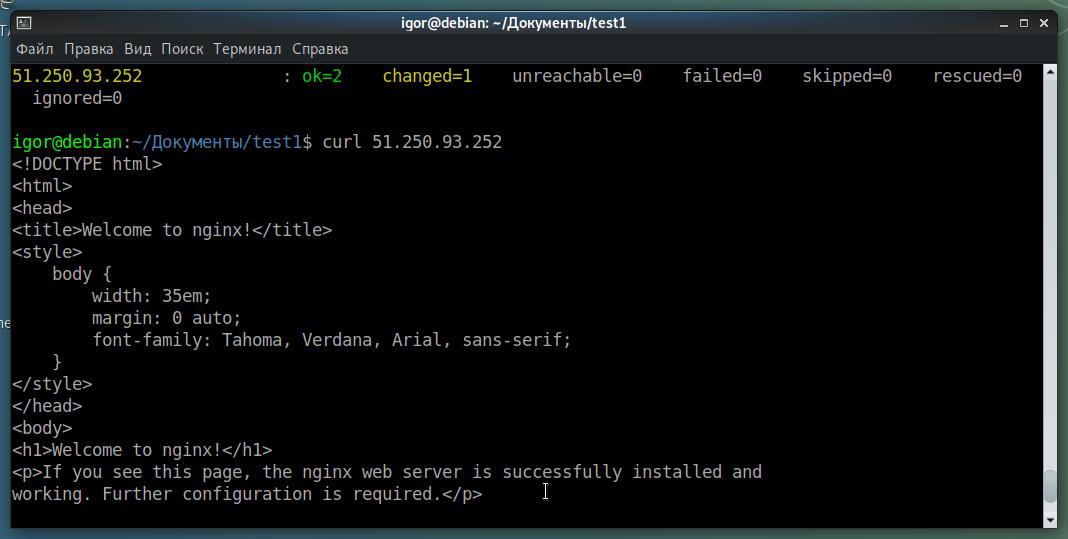 igor@debian: ~/Документы/test1
Файл Правка Вид Поиск Терминал Справка
51.250.93.252              : ok=2    changed=1    unreachable=0    failed=0    skipped=0    rescued=0
  ignored=0
igor@debian:~/Документы/test1$ curl 51.250.93.252
<!DOCTYPE html>
<html>
<head>
<title>Welcome to nginx!</title>
<style>
    body {
        width: 35em;
        margin: 0 auto;
        font-family: Tahoma, Verdana, Arial, sans-serif;
    }
</style>
</head>
<body>
<h1>Welcome to nginx!</h1>
<p>If you see this page, the nginx web server is successfully installed and
working. Further configuration is required.</p>